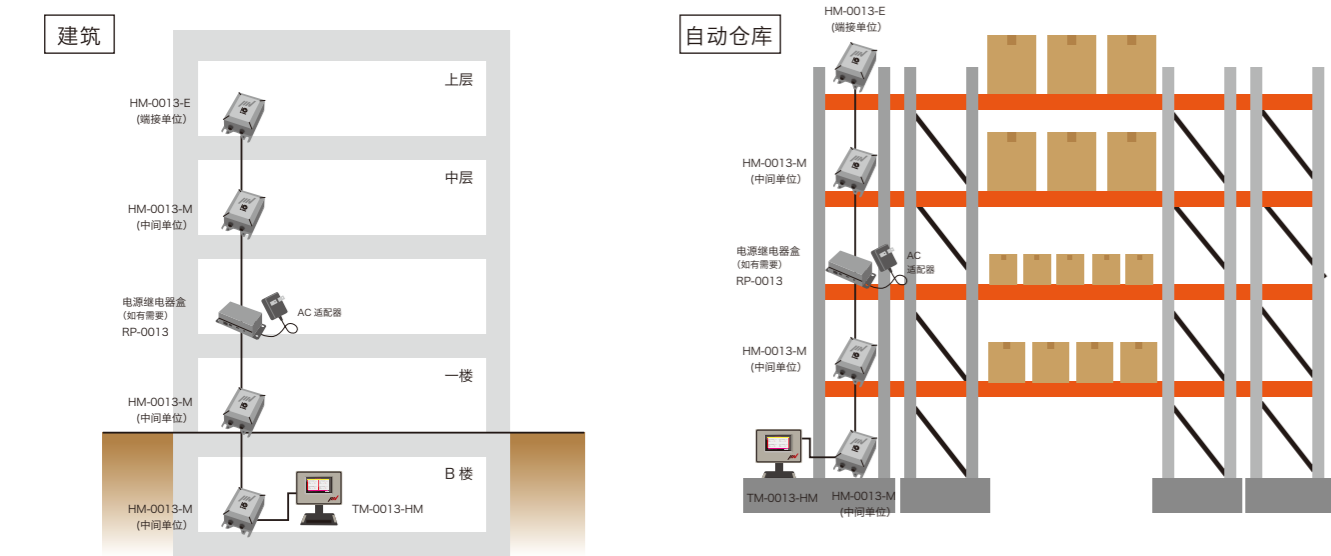 建筑
上层
HM-0013-E
(端接单位)
中层
HM-0013-M
(中间单位)
电源继电器盒
(如有需要)
RP-0013
AC 适配器
一楼
HM-0013-M
(中间单位)
B 楼
HM-0013-M
(中间单位)
TM-0013-HM
自动仓库
HM-0013-E
(端接单位)
HM-0013-M
(中间单位)
电源继电器盒
(如有需要)
RP-0013
AC
适配器
HM-0013-M
(中间单位)
TM-0013-HM
HM-0013-M
(中间单位)